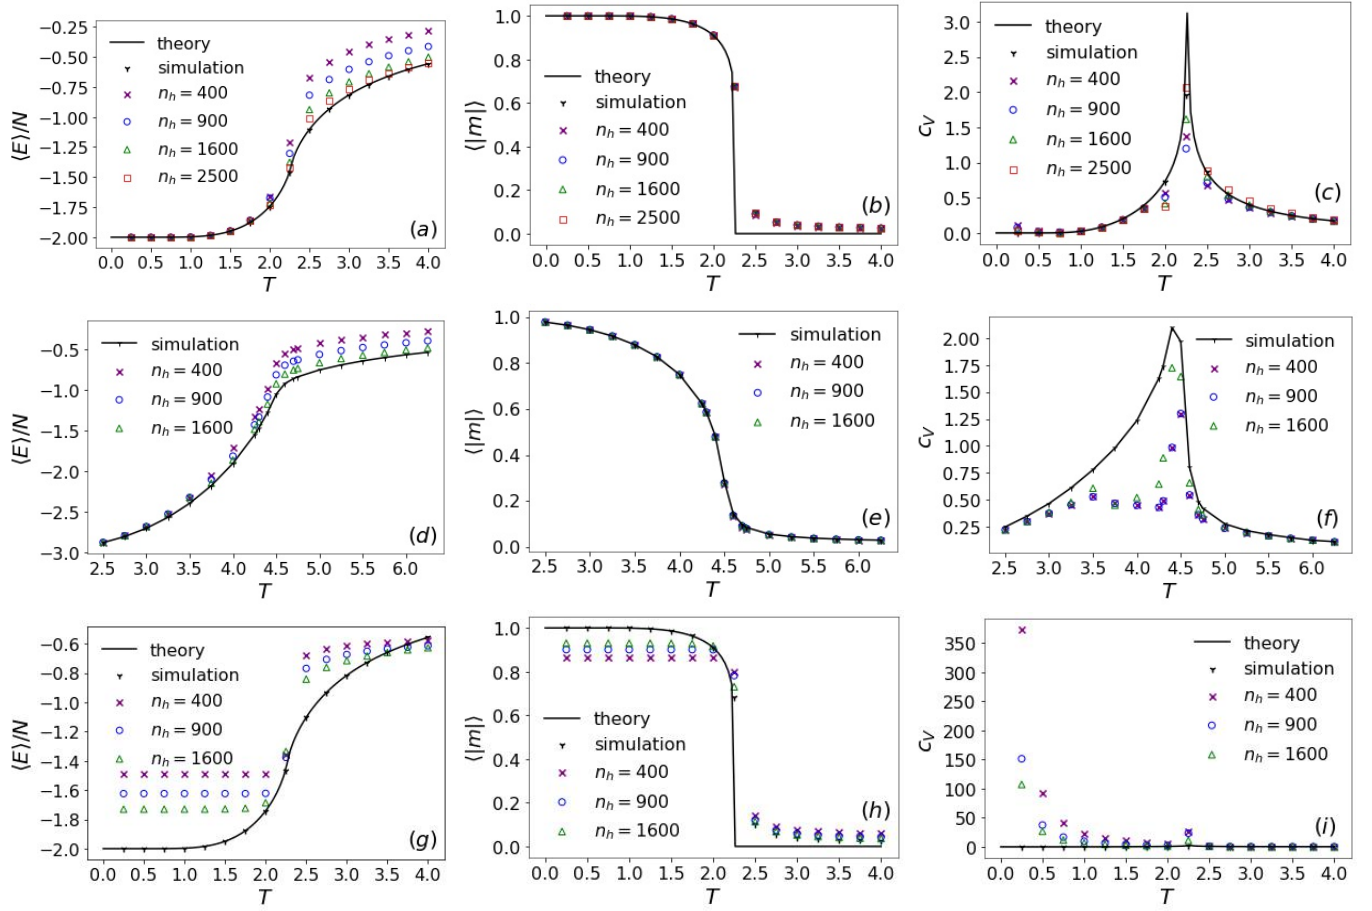 −0.25
−0.50
−0.75
−1.00
−1.25
−1.50
−1.75
−2.00
⟨E⟩/N
theory
simulation
n_h = 400
n_h = 900
n_h = 1600
n_h = 2500
(a)
0.0 0.5 1.0 1.5 2.0 2.5 3.0 3.5 4.0
T
1.0
0.8
0.6
0.4
0.2
0.0
⟨|m|⟩
theory
simulation
n_h = 400
n_h = 900
n_h = 1600
n_h = 2500
(b)
0.0 0.5 1.0 1.5 2.0 2.5 3.0 3.5 4.0
T
3.0
2.5
2.0
1.5
1.0
0.5
0.0
c_V
theory
simulation
n_h = 400
n_h = 900
n_h = 1600
n_h = 2500
(c)
0.0 0.5 1.0 1.5 2.0 2.5 3.0 3.5 4.0
T
−0.5
−1.0
−1.5
−2.0
−2.5
−3.0
⟨E⟩/N
simulation
n_h = 400
n_h = 900
n_h = 1600
(d)
2.5 3.0 3.5 4.0 4.5 5.0 5.5 6.0
T
1.0
0.8
0.6
0.4
0.2
0.0
⟨|m|⟩
simulation
n_h = 400
n_h = 900
n_h = 1600
(e)
2.5 3.0 3.5 4.0 4.5 5.0 5.5 6.0
T
2.00
1.75
1.50
1.25
1.00
0.75
0.50
0.25
c_V
simulation
n_h = 400
n_h = 900
n_h = 1600
(f)
2.5 3.0 3.5 4.0 4.5 5.0 5.5 6.0
T
−0.6
−0.8
−1.0
−1.2
−1.4
−1.6
−1.8
−2.0
⟨E⟩/N
theory
simulation
n_h = 400
n_h = 900
n_h = 1600
(g)
0.0 0.5 1.0 1.5 2.0 2.5 3.0 3.5 4.0
T
1.0
0.8
0.6
0.4
0.2
0.0
⟨|m|⟩
theory
simulation
n_h = 400
n_h = 900
n_h = 1600
(h)
0.0 0.5 1.0 1.5 2.0 2.5 3.0 3.5 4.0
T
350
300
250
200
150
100
50
0
c_V
theory
simulation
n_h = 400
n_h = 900
n_h = 1600
(i)
0.0 0.5 1.0 1.5 2.0 2.5 3.0 3.5 4.0
T